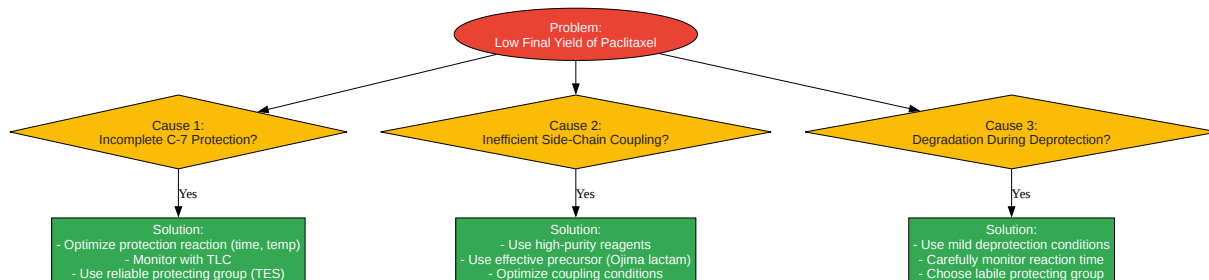 Problem:
Low Final Yield of Paclitaxel
Cause 1:
Incomplete C-7 Protection?
Cause 2:
Inefficient Side-Chain Coupling?
Cause 3:
Degradation During Deprotection?
Yes
Yes
Yes
Solution:
- Optimize protection reaction (time, temp)
- Monitor with TLC
- Use reliable protecting group (TES)
Solution:
- Use high-purity reagents
- Use effective precursor (Ojima lactam)
- Optimize coupling conditions
Solution:
- Use mild deprotection conditions
- Carefully monitor reaction time
- Choose labile protecting group